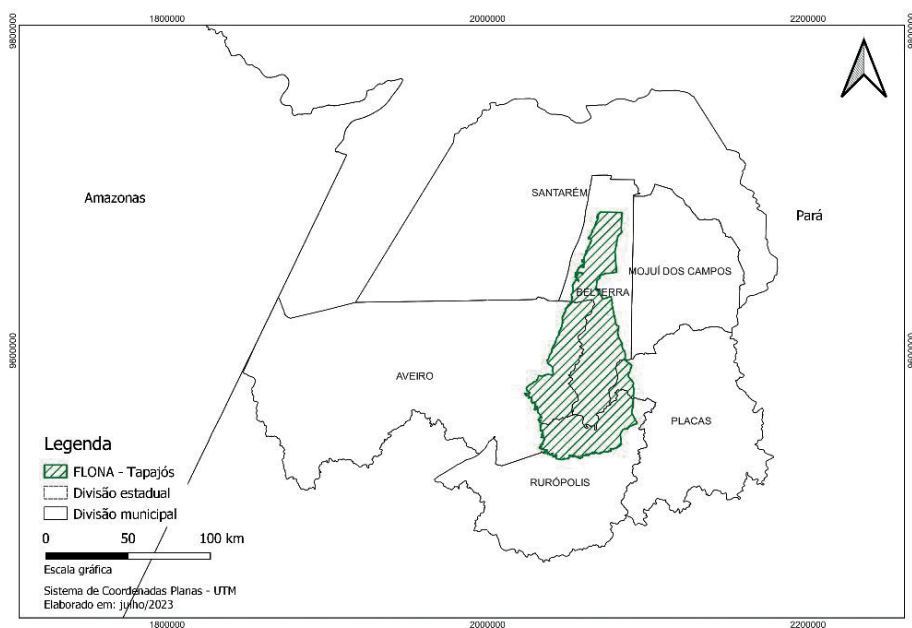 1800000
2000000
2200000
9800000
9800000
Amazonas
SANTARÉM
Pará
MOJUÍ DOS CAMPOS
BELTERRA
9600000
9600000
AVEIRO
PLACAS
RURÓPOLIS
Legenda
FLONA - Tapajós
Divisão estadual
Divisão municipal
0 50 100 km
Escala gráfica
Sistema de Coordenadas Planas - UTM
Elaborado em: julho/2023
1800000
2000000
2200000